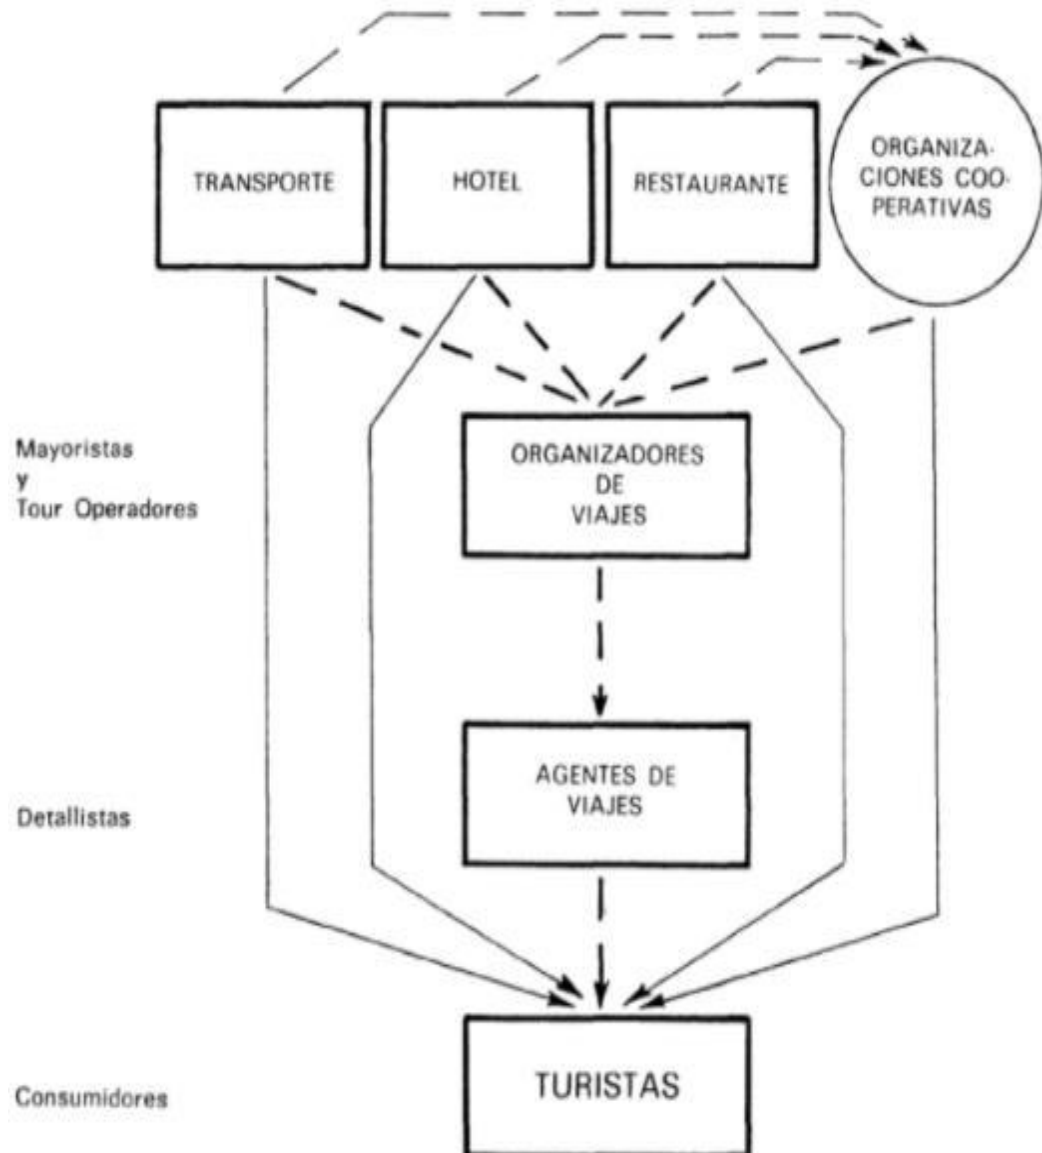 TRANSPORTE
HOTEL
RESTAURANTE
ORGANIZA-
CIONES COO-
PERATIVAS
Mayoristas
y
Tour Operadores
ORGANIZADORES
DE
VIAJES
Detallistas
AGENTES DE
VIAJES
Consumidores
TURISTAS